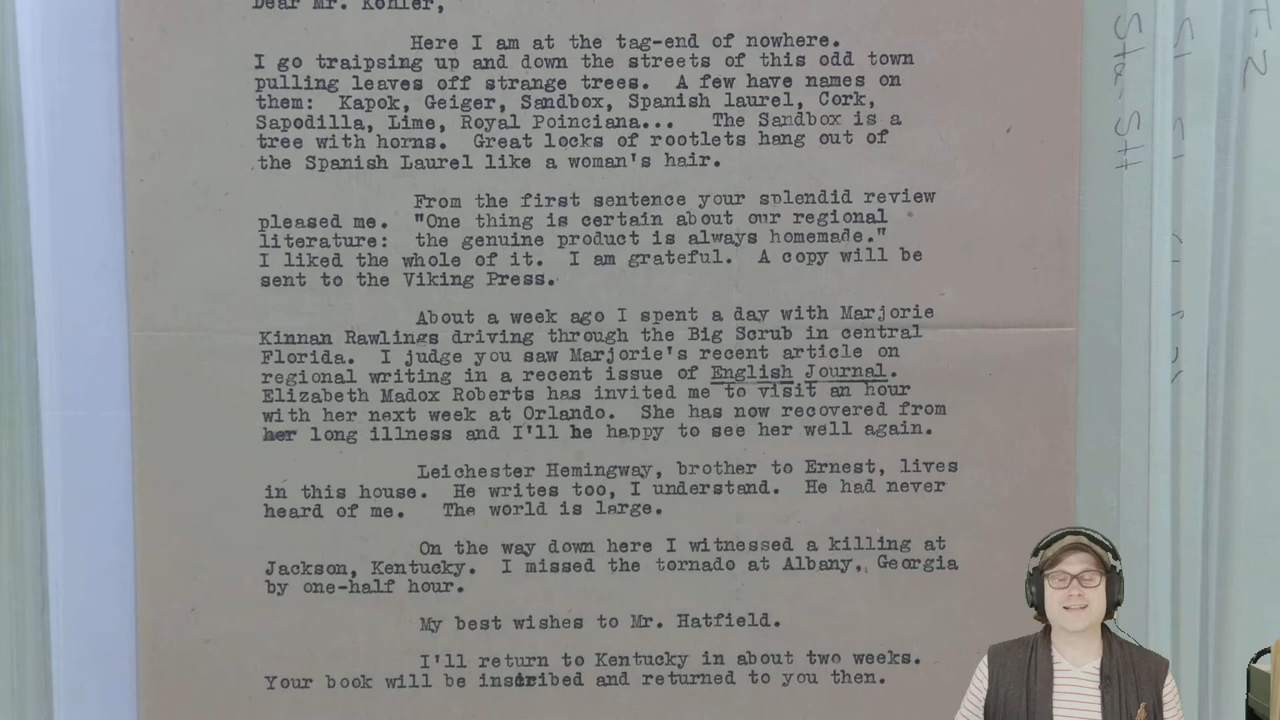 Dear Mr. Kohler,
Here I am at the tag-end of nowhere.
I go traipsing up and down the streets of this odd town
pulling leaves off strange trees. A few have names on
them: Kapok, Geiger, Sandbox, Spanish laurel, Cork,
Sapodilla, Lime, Royal Poinciana... The Sandbox is a
tree with horns. Great locks of rootlets hang out of
the Spanish Laurel like a woman's hair.
From the first sentence your splendid review
pleased me. "One thing is certain about our regional
literature: the genuine product is always homemade."
I liked the whole of it. I am grateful. A copy will be
sent to the Viking Press.
About a week ago I spent a day with Marjorie
Kinnan Rawlings driving through the Big Scrub in central
Florida. I judge you saw Marjorie's recent article on
regional writing in a recent issue of English Journal.
Elizabeth Madox Roberts has invited me to visit an hour
with her next week at Orlando. She has now recovered from
her long illness and I'll be happy to see her well again.
Leichester Hemingway, brother to Ernest, lives
in this house. He writes too, I understand. He had never
heard of me. The world is large.
On the way down here I witnessed a killing at
Jackson, Kentucky. I missed the tornado at Albany, Georgia
by one-half hour.
My best wishes to Mr. Hatfield.
I'll return to Kentucky in about two weeks.
Your book will be inscribed and returned to you then.